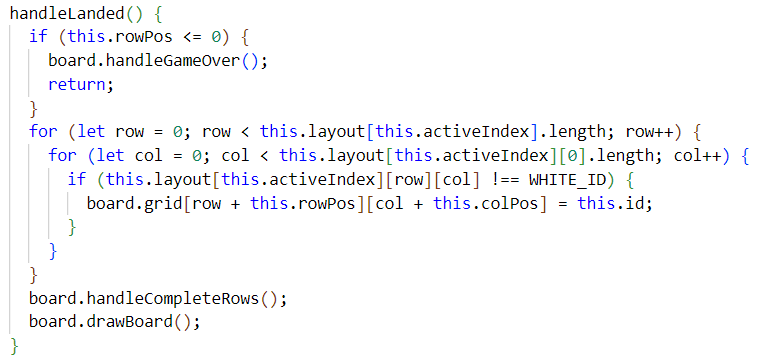 handleLanded() {
if (this.rowPos <= 0) {
board.handleGameOver();
return;
}
for (let row = 0; row < this.layout[this.activeIndex].length; row++) {
for (let col = 0; col < this.layout[this.activeIndex][0].length; col++) {
if (this.layout[this.activeIndex][row][col] !== WHITE_ID) {
board.grid[row + this.rowPos][col + this.colPos] = this.id;
}
}
}
board.handleCompleteRows();
board.drawBoard();
}